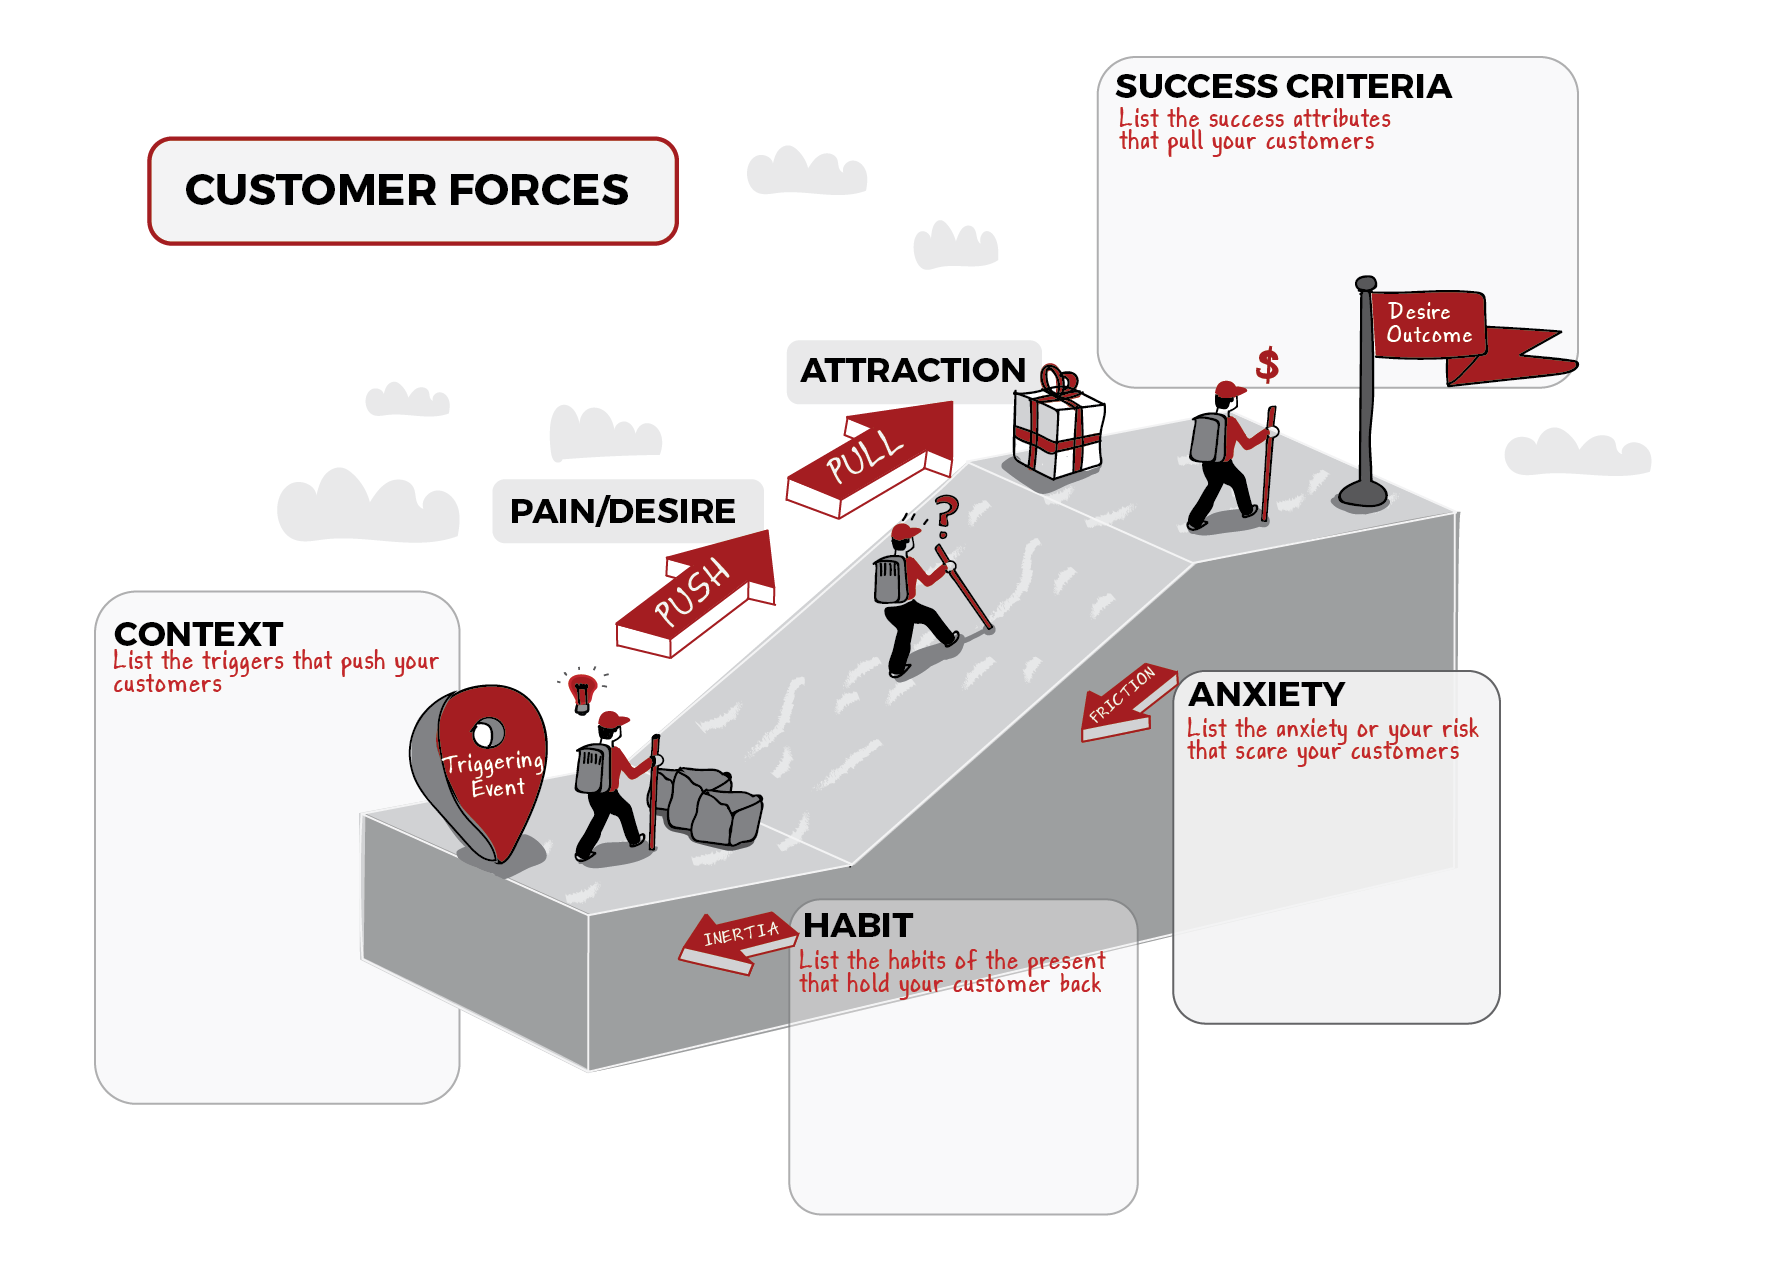 CUSTOMER FORCES
SUCCESS CRITERIA
List the success attributes
that pull your customers
Desire
Outcome
$
ATTRACTION
PULL
PAIN/DESIRE
PUSH
?
CONTEXT
List the triggers that push your
customers
Triggering
Event
FRICTION
ANXIETY
List the anxiety or your risk
that scare your customers
INERTIA
HABIT
List the habits of the present
that hold your customer back